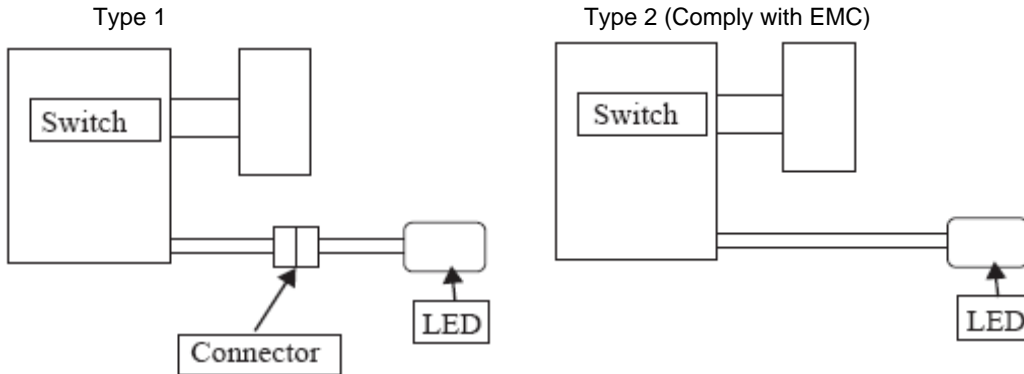 Type 1
Type 2 (Comply with EMC)
Switch
Switch
LED
LED
Connector